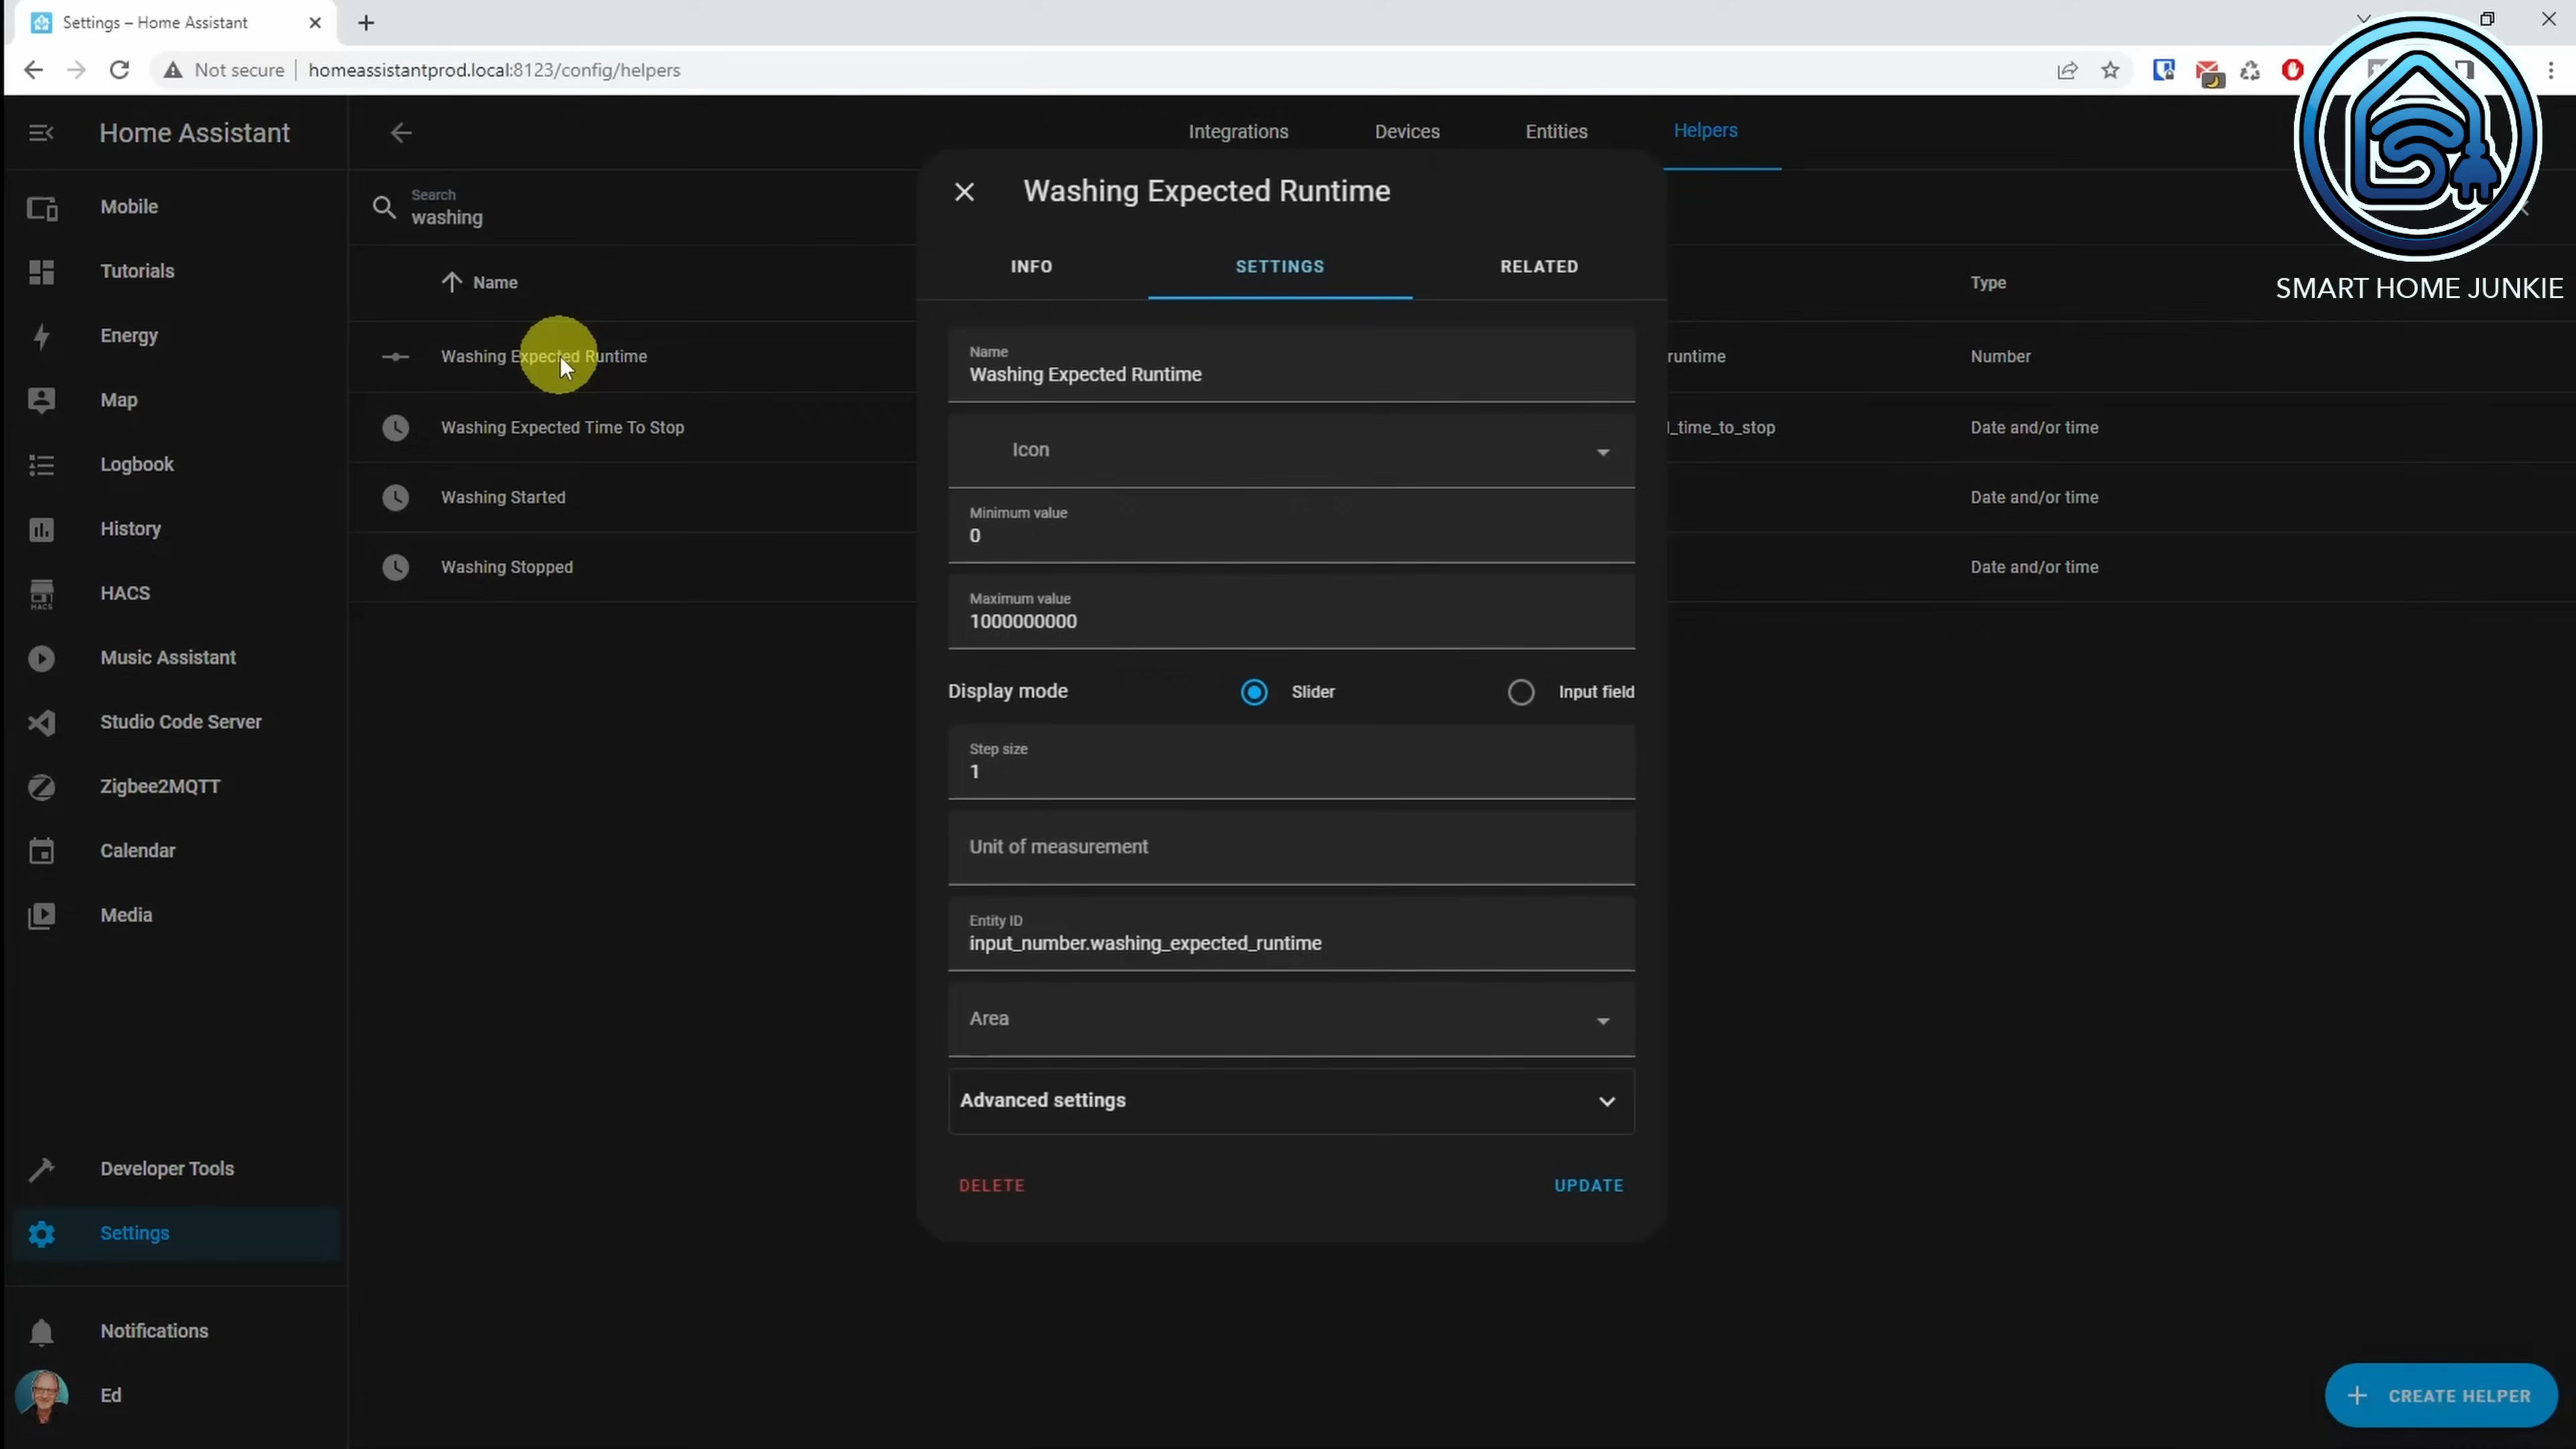 Settings – Home Assistant
Not secure
homeassistantprod.local:8123/config/helpers
Home Assistant
Integrations
Devices
Entities
Helpers
SMART HOME JUNKIE
Mobile
Tutorials
Energy
Map
Logbook
History
HACS
HACS
Music Assistant
Studio Code Server
Zigbee2MQTT
Calendar
Media
Developer Tools
Settings
Notifications
Ed
Search
washing
Name
Type
Washing Expected Runtime
runtime
Number
Washing Expected Time To Stop
_time_to_stop
Date and/or time
Washing Started
Date and/or time
Washing Stopped
Date and/or time
Washing Expected Runtime
INFO
SETTINGS
RELATED
Name
Washing Expected Runtime
Icon
Minimum value
0
Maximum value
1000000000
Display mode
Slider
Input field
Step size
1
Unit of measurement
Entity ID
input_number.washing_expected_runtime
Area
Advanced settings
DELETE
UPDATE
CREATE HELPER